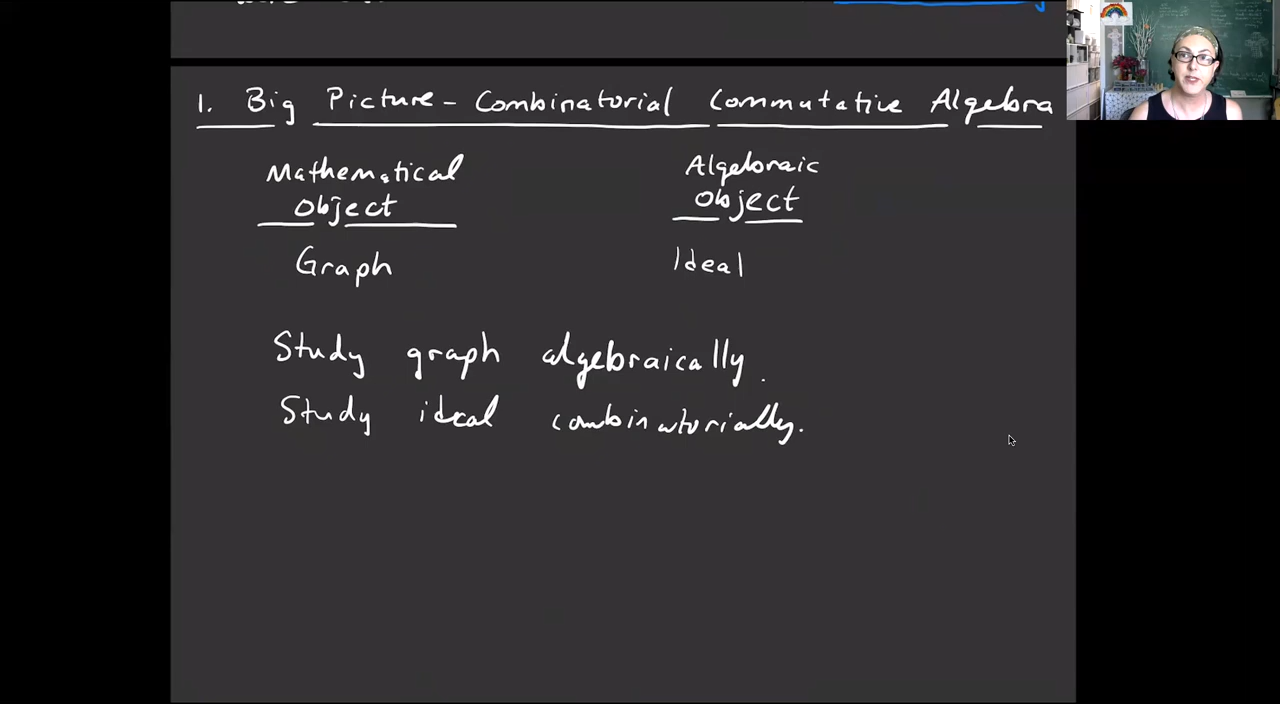 1. Big Picture - Combinatorial Commutative Algebra
Mathematical Object
Algebraic Object
Graph
Ideal
Study graph algebraically.
Study ideal combinatorially.